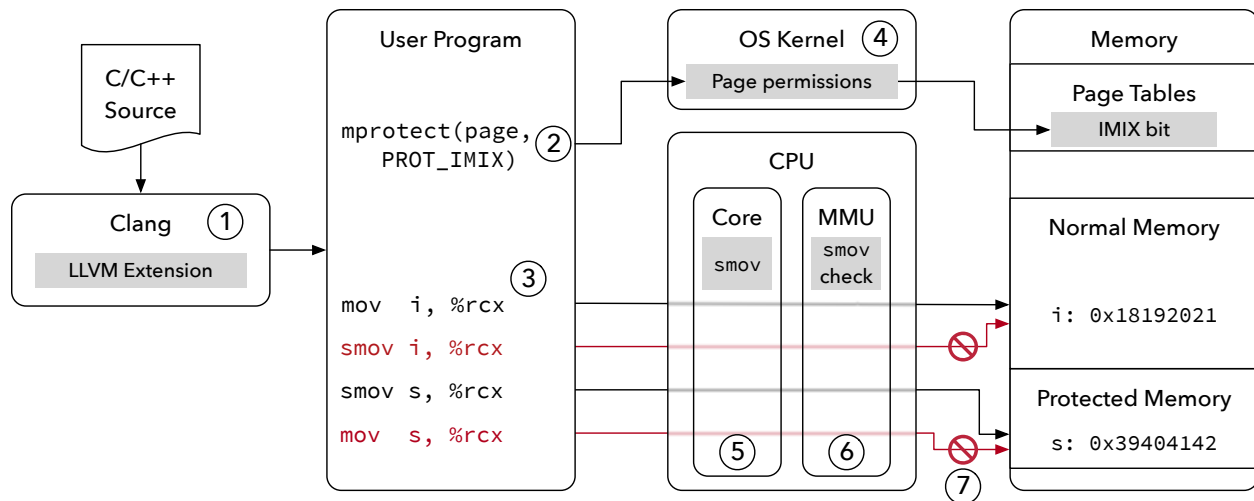 C/C++
Source
Clang
1
LLVM Extension
User Program
mprotect(page,
PROT_IMIX)
2
3
mov i, %rcx
smov i, %rcx
smov s, %rcx
mov s, %rcx
OS Kernel
4
Page permissions
CPU
Core
smov
5
MMU
smov
check
6
7
Memory
Page Tables
IMIX bit
Normal Memory
i: 0x18192021
Protected Memory
s: 0x39404142